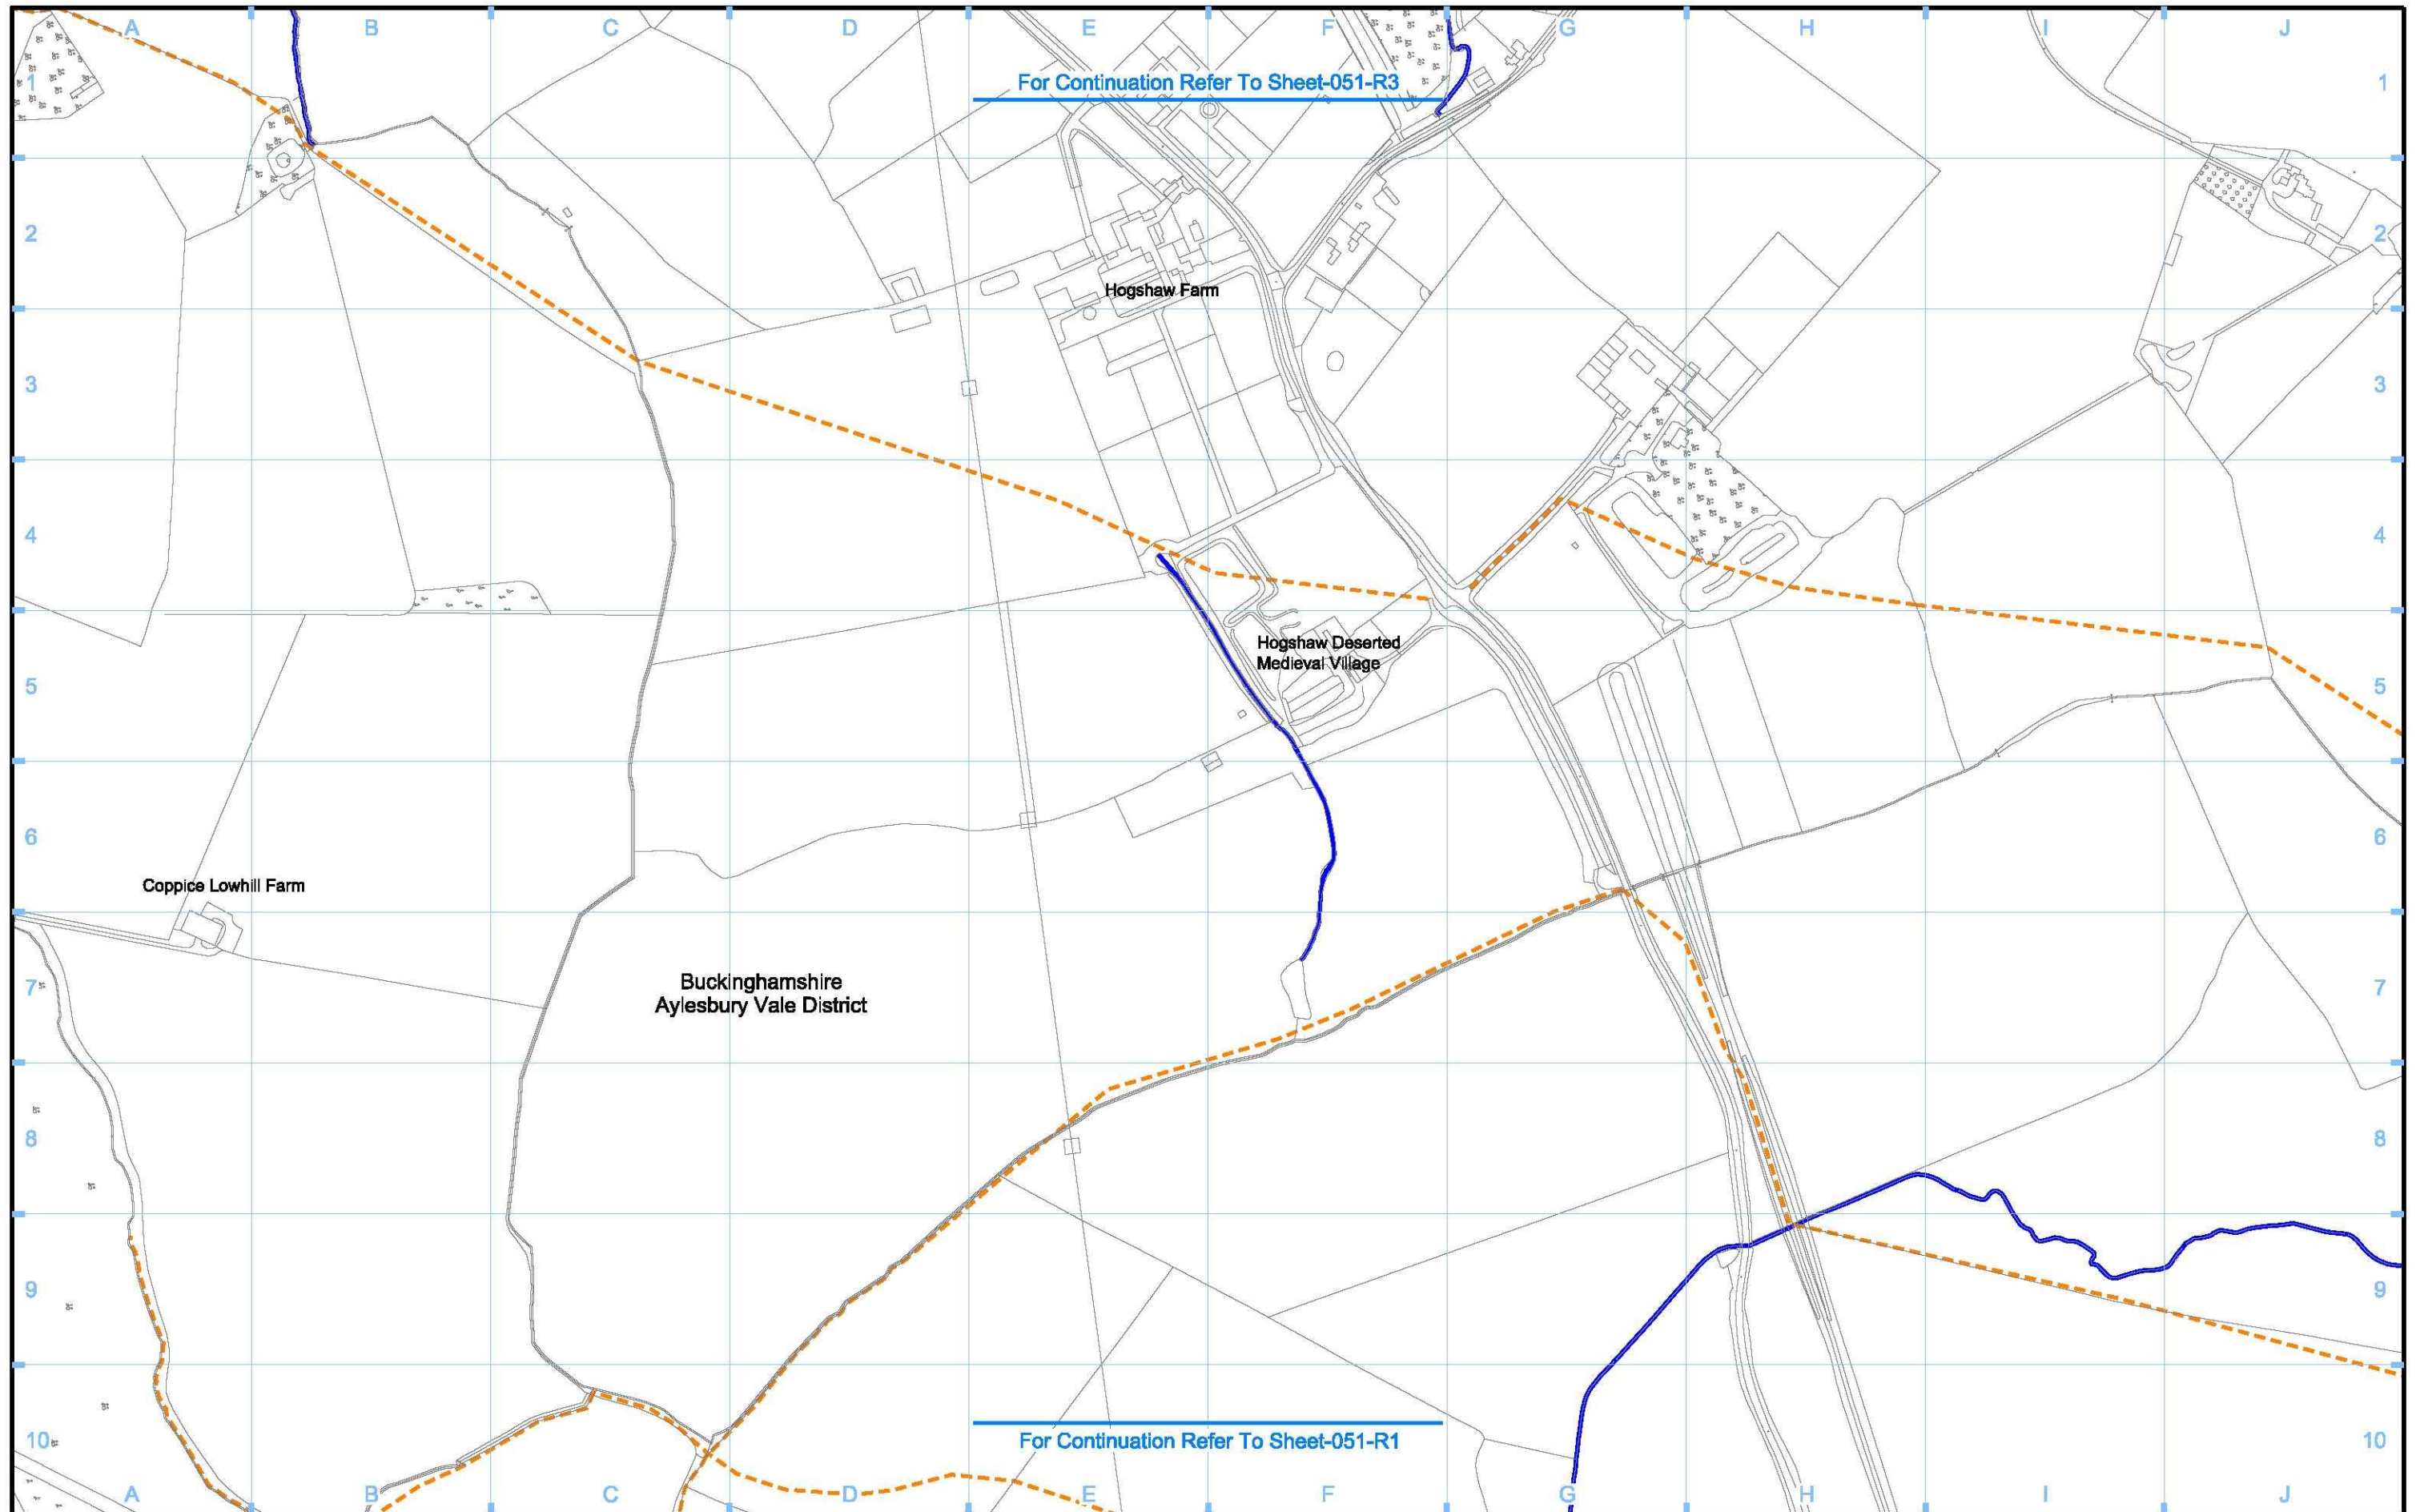 A B C D E F G H I J
1 For Continuation Refer To Sheet-051-R3 1
2 2
Hogshaw Farm
3 3
4 4
Hogshaw Deserted
Medieval Village
5 5
6 6
Coppice Lowhill Farm
Buckinghamshire
Aylesbury Vale District
7 7
8 8
9 9
10 For Continuation Refer To Sheet-051-R1 10
A B C D E F G H I J